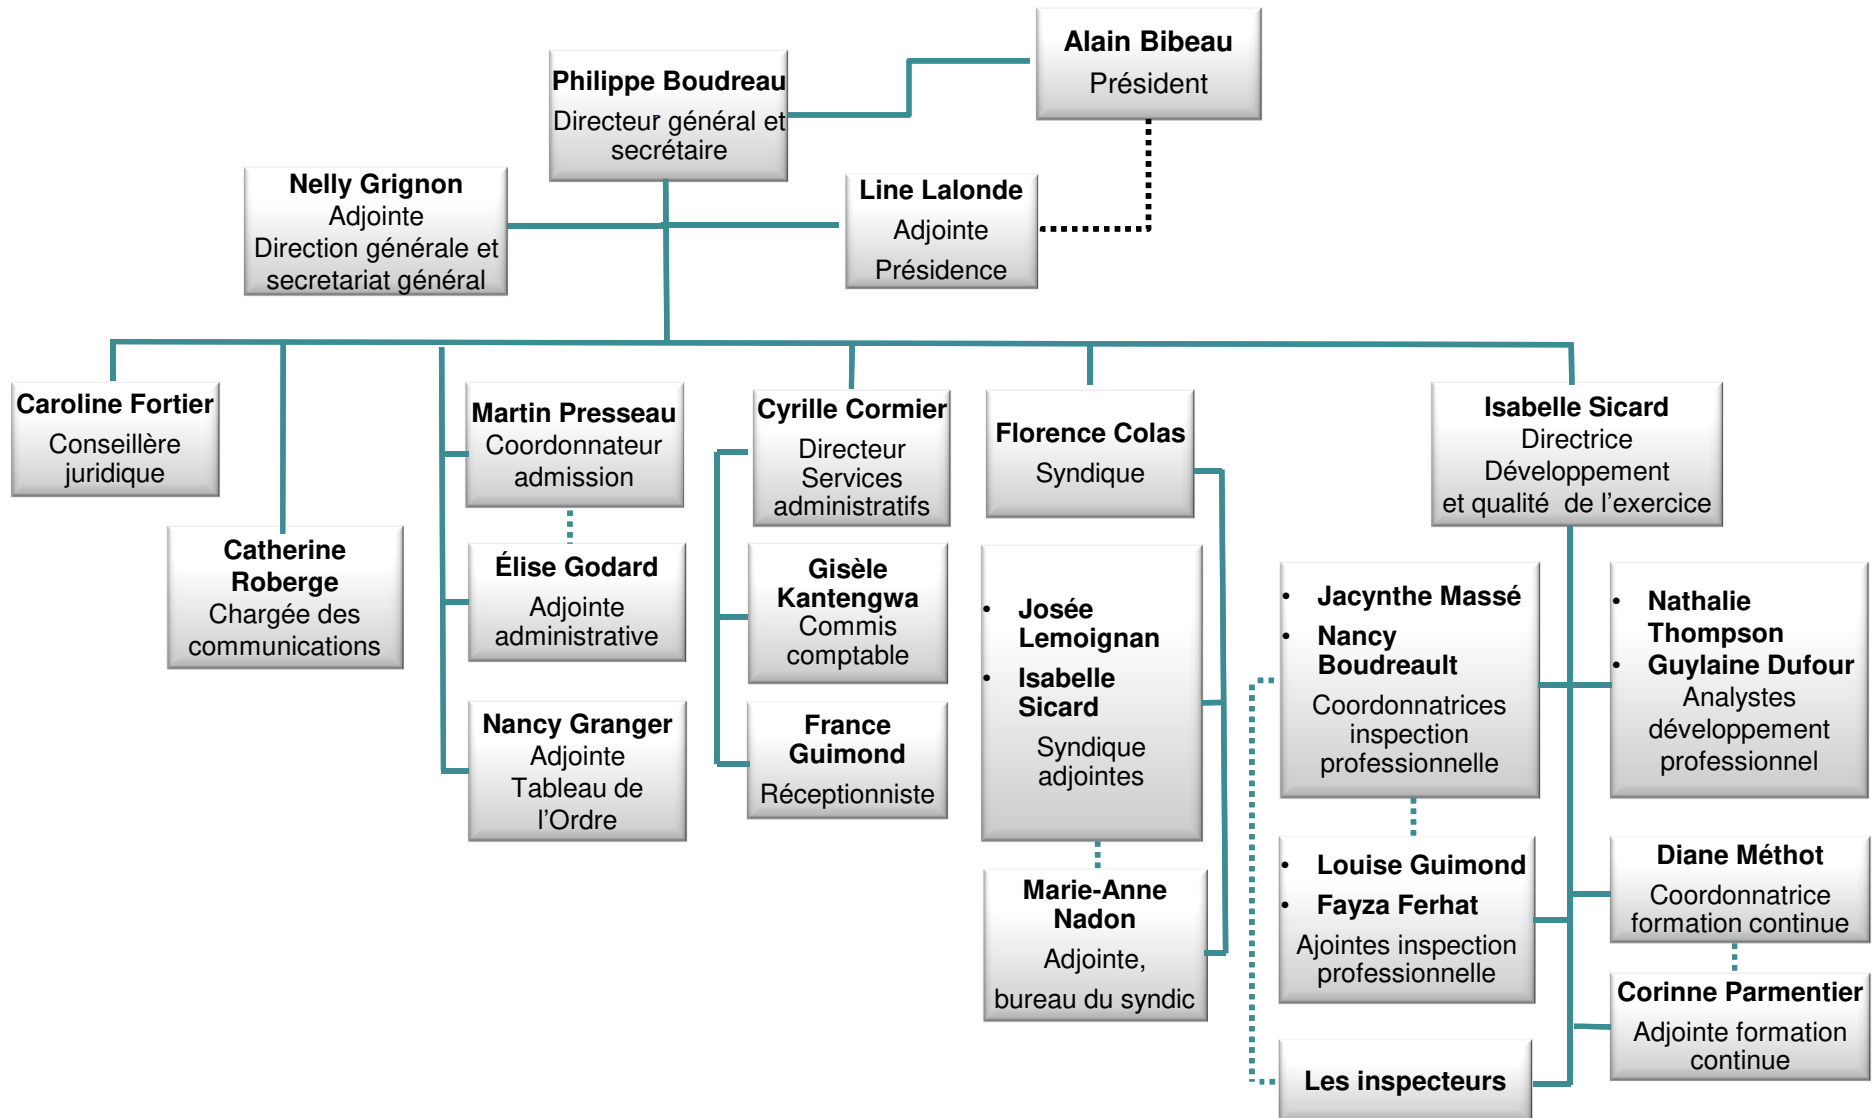 Alain Bibeau
Président
Philippe Boudreau
Directeur général et
secrétaire
Nelly Grignon
Adjointe
Direction générale et
secretariat général
Line Lalonde
Adjointe
Présidence
Caroline Fortier
Conseillère
juridique
Catherine
Roberge
Chargée des
communications
Martin Presseau
Coordonnateur
admission
Élise Godard
Adjointe
administrative
Nancy Granger
Adjointe
Tableau de
l’Ordre
Cyrille Cormier
Directeur
Services
administratifs
Gisèle
Kantengwa
Commis
comptable
France
Guimond
Réceptionniste
Florence Colas
Syndique
• Josée
Lemoignan
• Isabelle
Sicard
Syndique
adjointes
Marie-Anne
Nadon
Adjointe,
bureau du syndic
Isabelle Sicard
Directrice
Développement
et qualité de l’exercice
• Jacynthe Massé
• Nancy
Boudreault
Coordonnatrices
inspection
professionnelle
• Louise Guimond
• Fayza Ferhat
Ajointes inspection
professionnelle
Les inspecteurs
• Nathalie
Thompson
• Guylaine Dufour
Analystes
développement
professionnel
Diane Méthot
Coordonnatrice
formation continue
Corinne Parmentier
Adjointe formation
continue